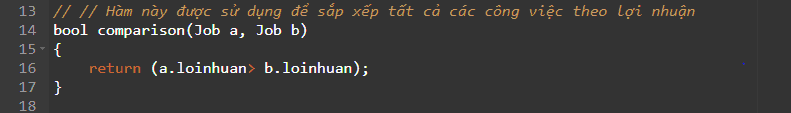 13 // // Hàm này được sử dụng để sắp xếp tất cả các công việc theo lợi nhuận
14 bool comparison(Job a, Job b)
15 {
16     return (a.loinhuan> b.loinhuan);
17 }
18